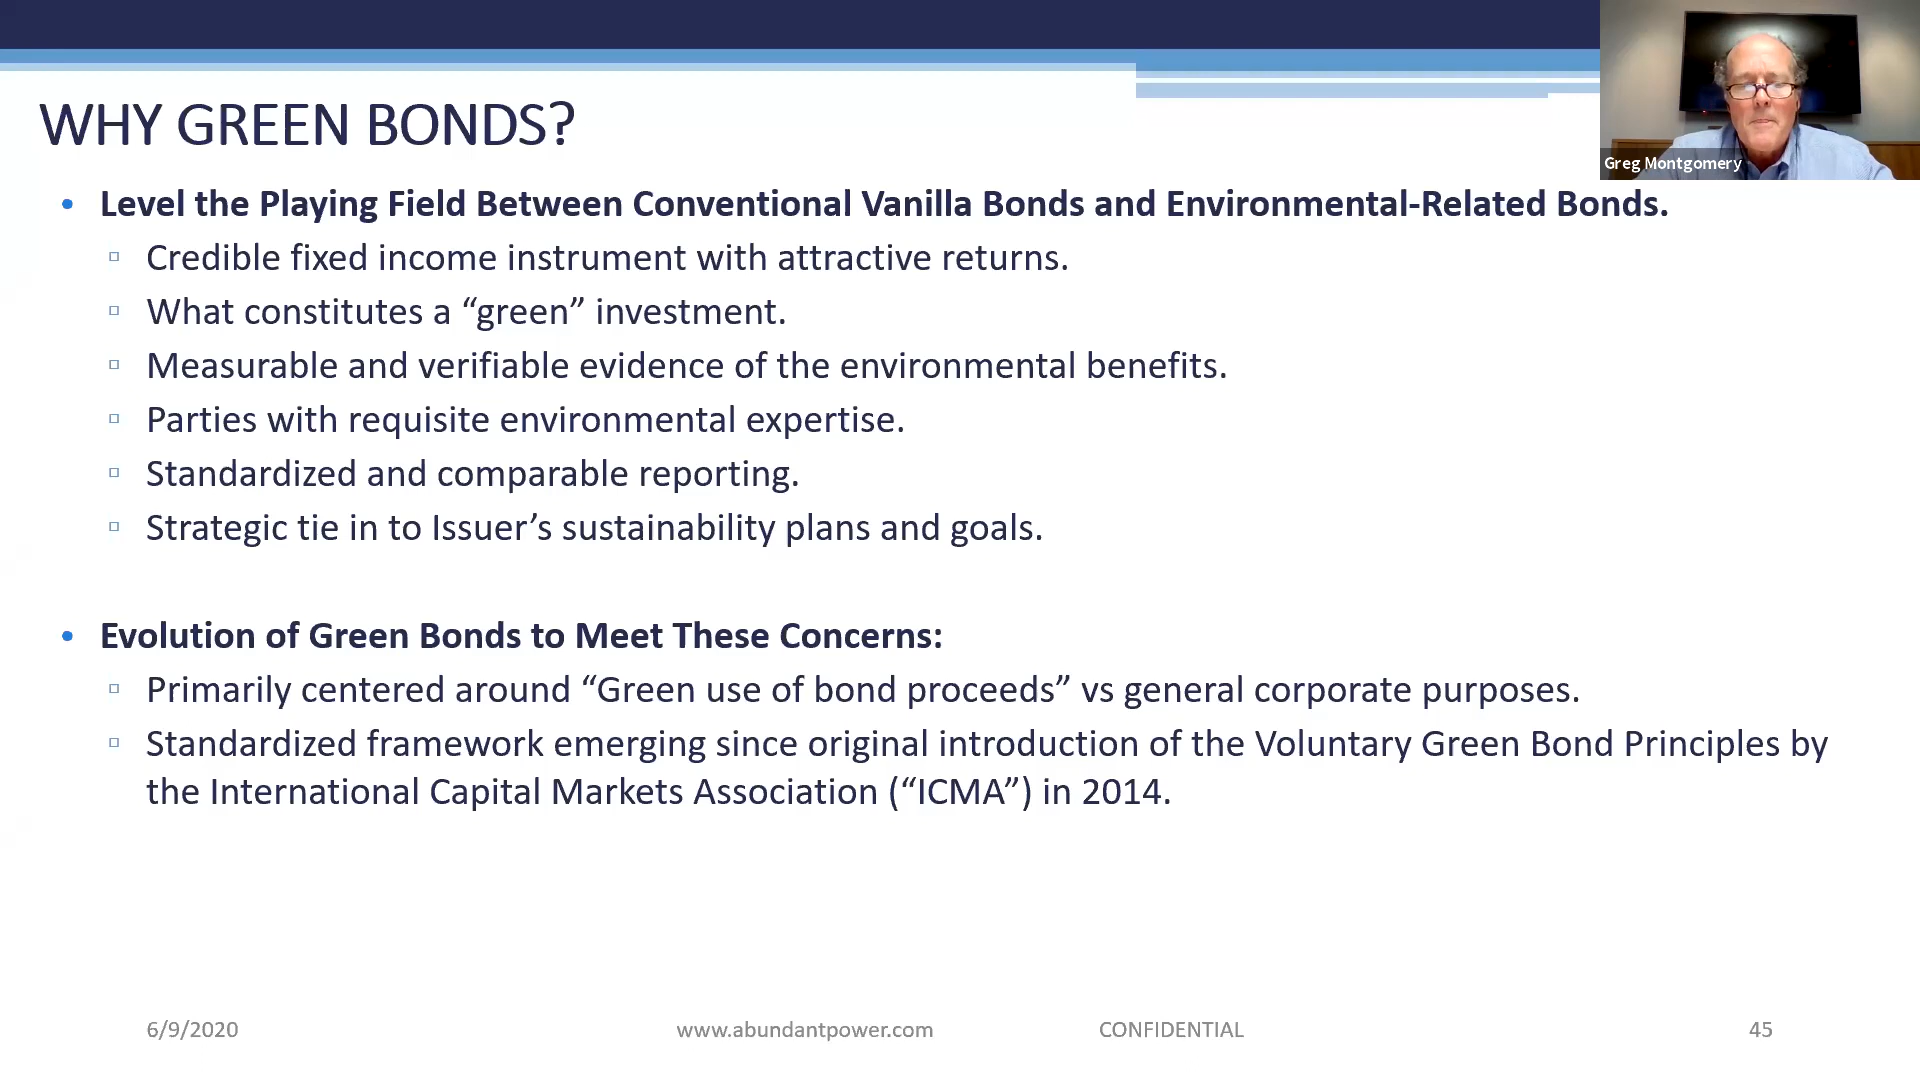 WHY GREEN BONDS?
Greg Montgomery
• Level the Playing Field Between Conventional Vanilla Bonds and Environmental-Related Bonds.
▫ Credible fixed income instrument with attractive returns.
▫ What constitutes a “green” investment.
▫ Measurable and verifiable evidence of the environmental benefits.
▫ Parties with requisite environmental expertise.
▫ Standardized and comparable reporting.
▫ Strategic tie in to Issuer’s sustainability plans and goals.
• Evolution of Green Bonds to Meet These Concerns:
▫ Primarily centered around “Green use of bond proceeds” vs general corporate purposes.
▫ Standardized framework emerging since original introduction of the Voluntary Green Bond Principles by
the International Capital Markets Association (“ICMA”) in 2014.
6/9/2020 www.abundantpower.com CONFIDENTIAL 45